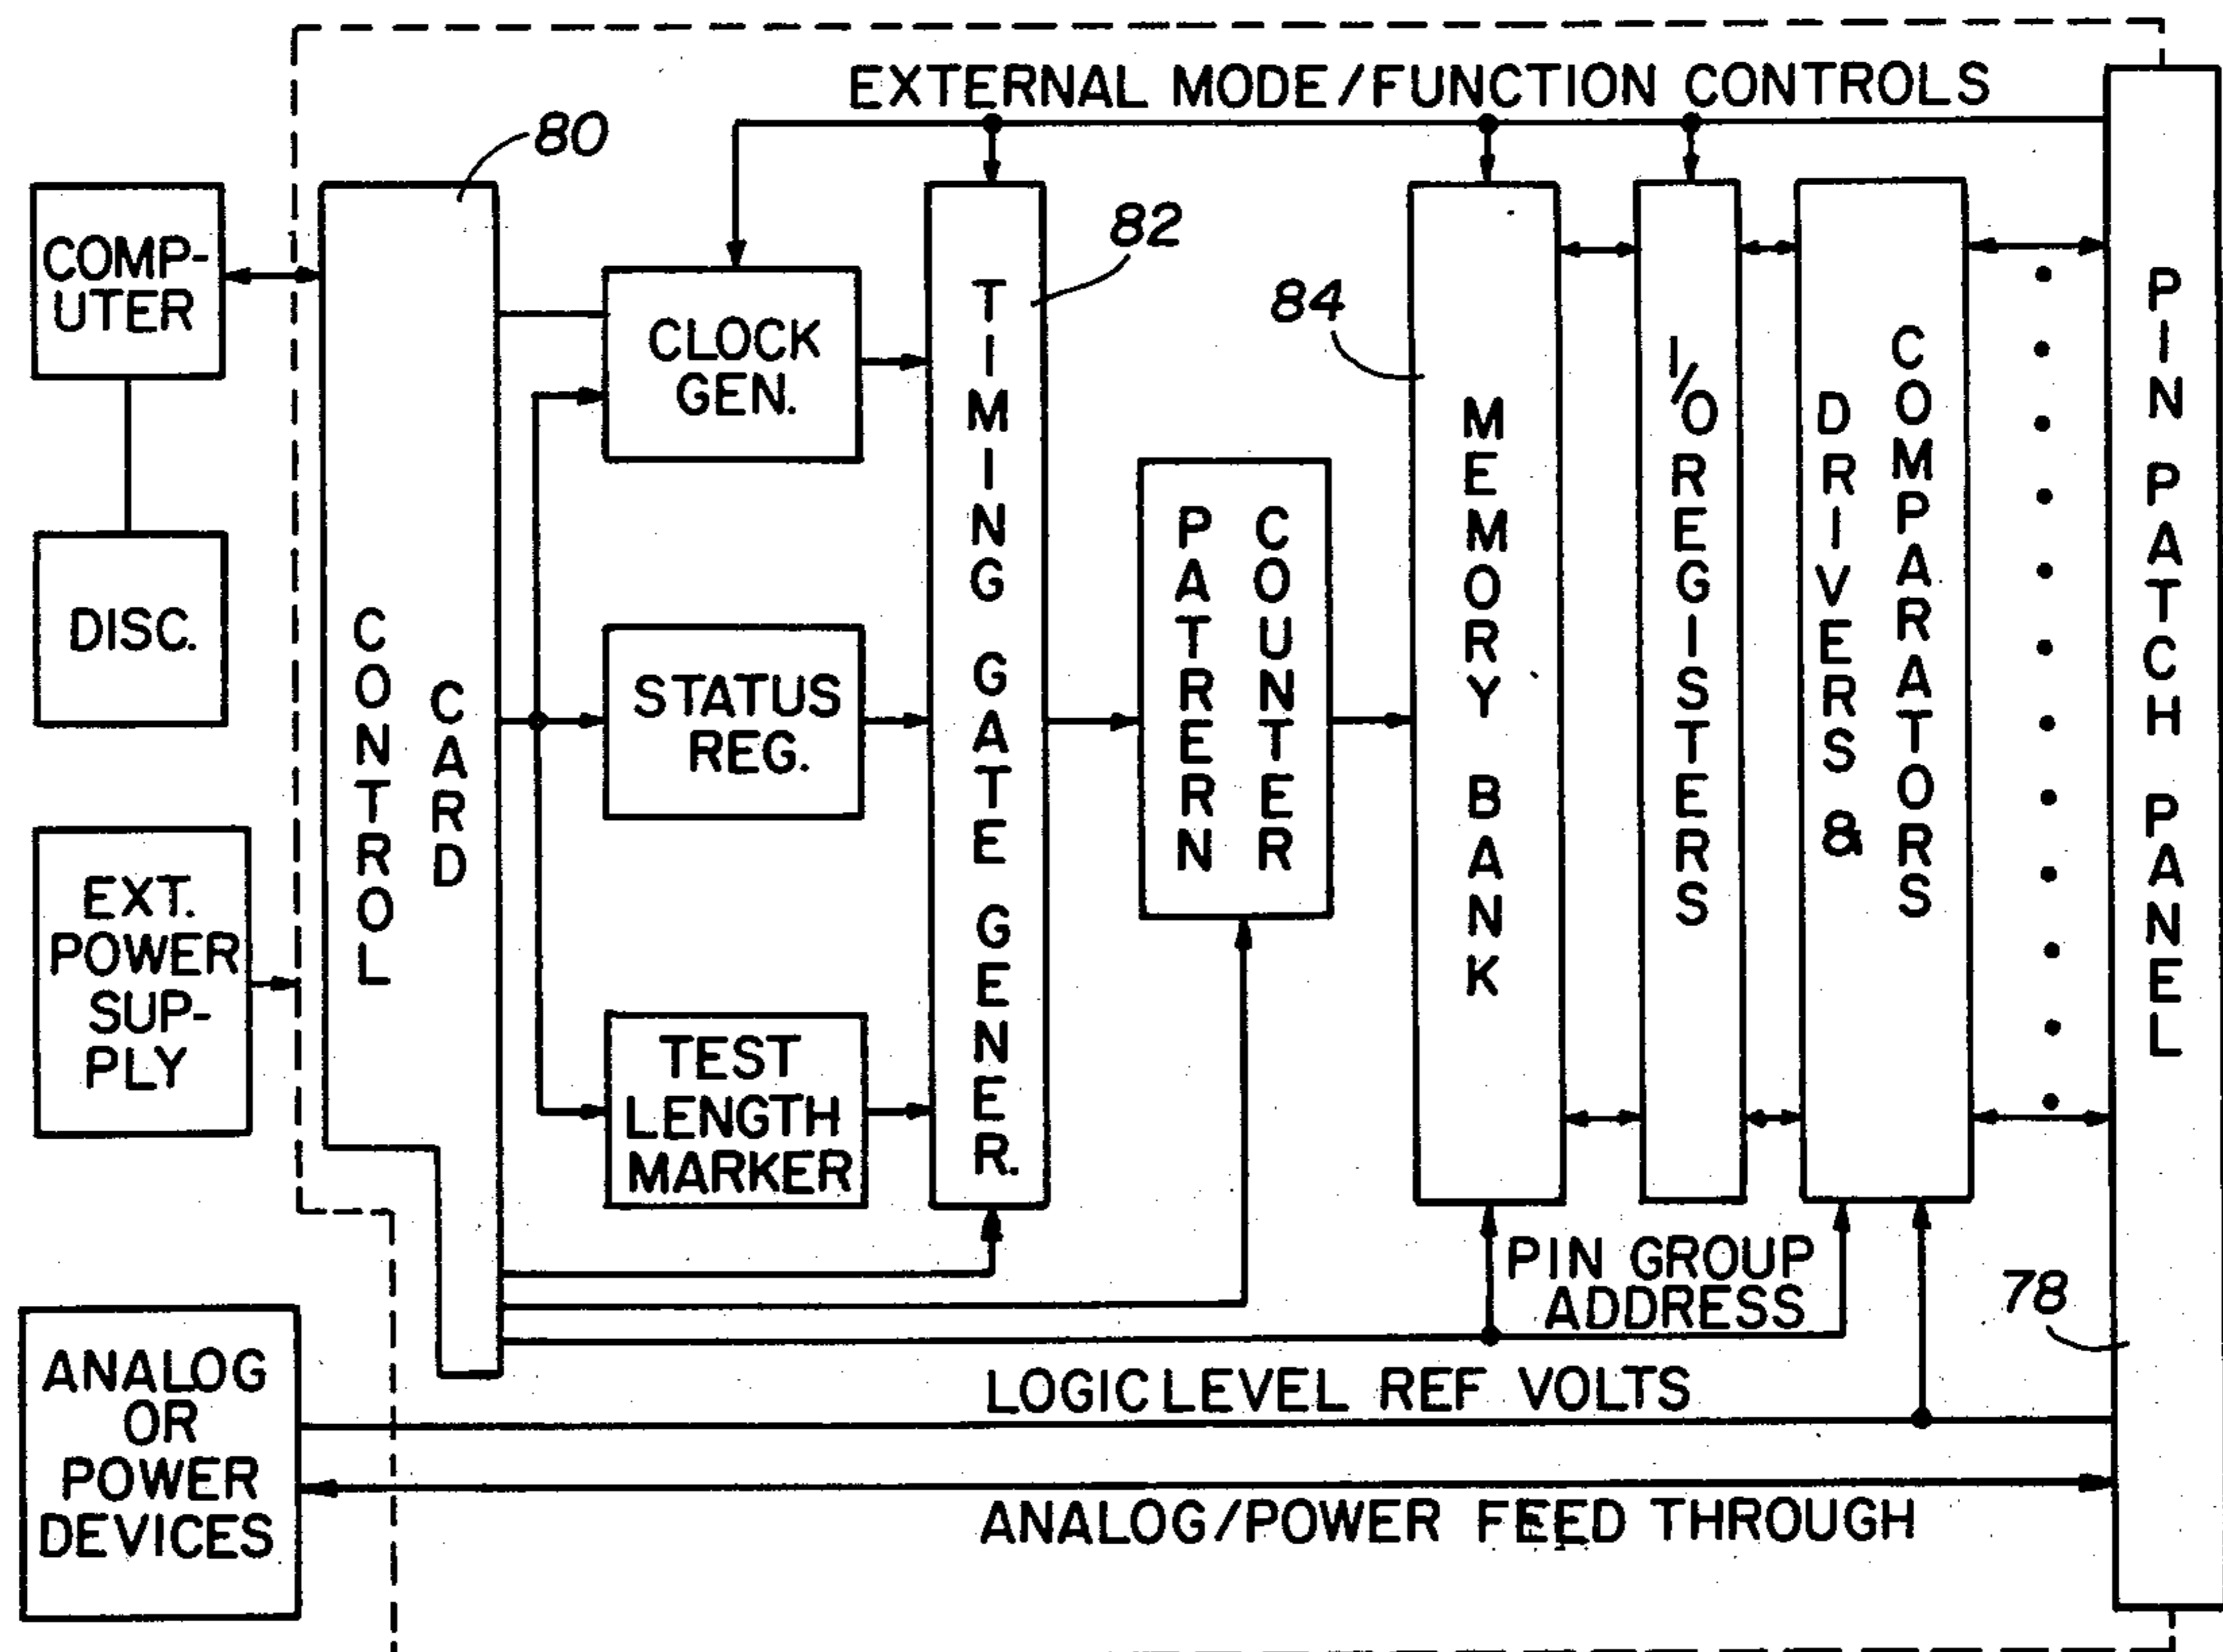 EXTERNAL MODE/FUNCTION CONTROLS
80
COMP-
UTER
DISC.
EXT.
POWER
SUP-
PLY
ANALOG
OR
POWER
DEVICES
CONTROL
CARD
CLOCK
GEN.
STATUS
REG.
TEST
LENGTH
MARKER
82
TIMING GATE GENER.
PATRERN
COUNTER
84
MEMORY BANK
I/O REGISTERS
DRIVERS &
COMPARATORS
PIN PATCH PANEL
PIN GROUP
ADDRESS
78
LOGIC LEVEL REF VOLTS
ANALOG/POWER FEED THROUGH